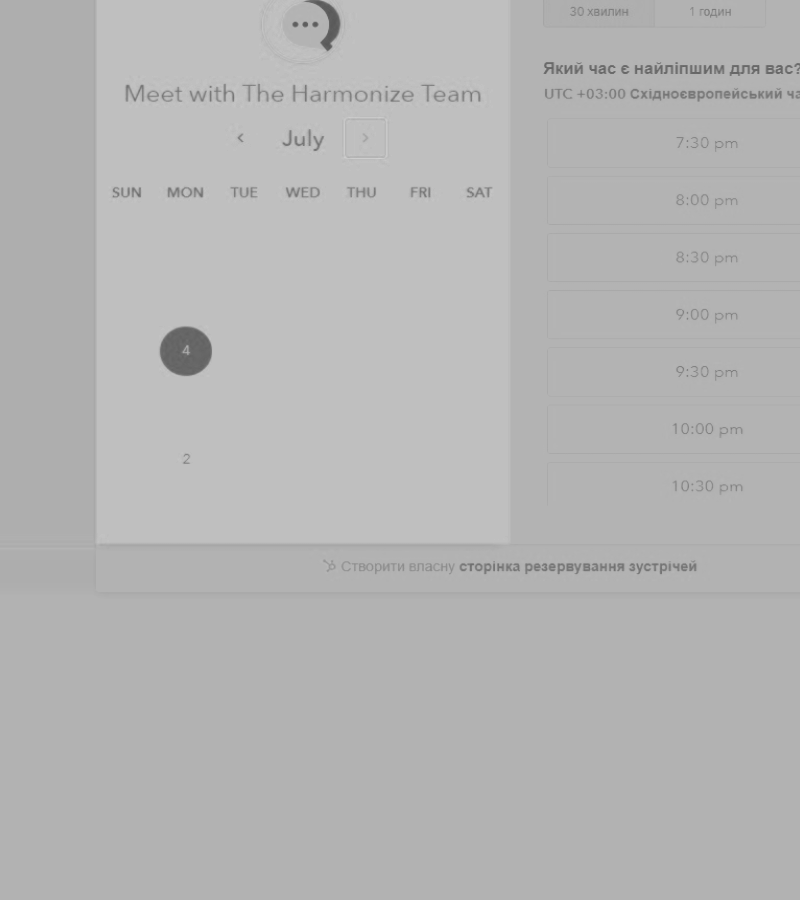 30 хвилин 1 годин
Meet with The Harmonize Team
July
SUN MON TUE WED THU FRI SAT
4
2
Який час є найліпшим для вас?
UTC +03:00 Східноєвропейський
7:30 pm
8:00 pm
8:30 pm
9:00 pm
9:30 pm
10:00 pm
10:30 pm
Створити власну сторінка резервування зустрічей